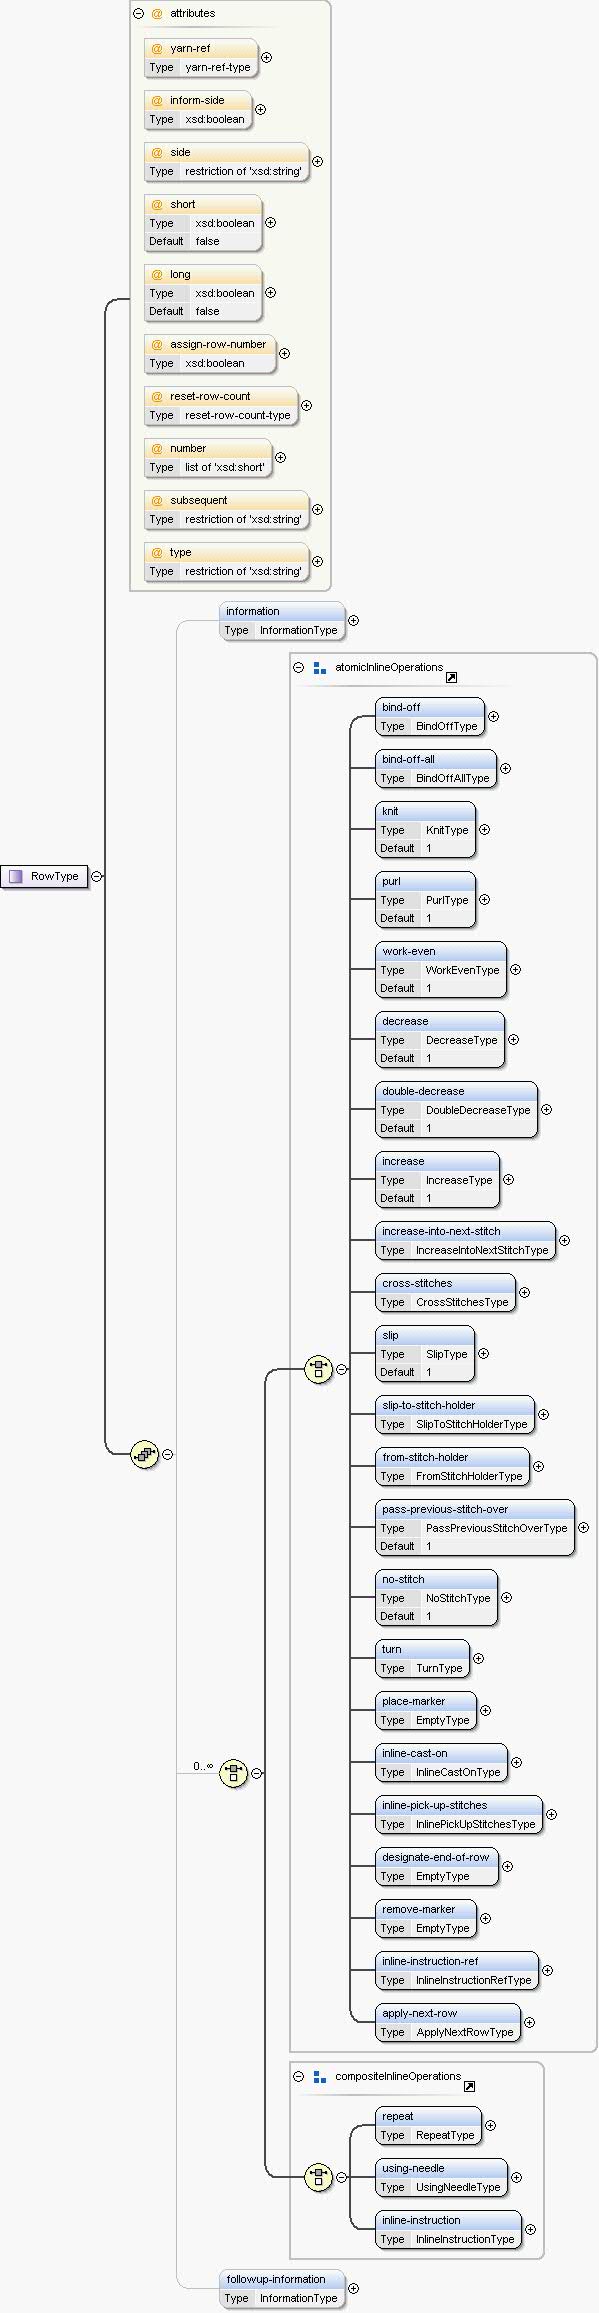 @ attributes
@ yarn-ref
Type yarn-ref-type
@ inform-side
Type xsd:boolean
@ side
Type restriction of 'xsd:string'
@ short
Type xsd:boolean
Default false
@ long
Type xsd:boolean
Default false
@ assign-row-number
Type xsd:boolean
@ reset-row-count
Type reset-row-count-type
@ number
Type list of 'xsd:short'
@ subsequent
Type restriction of 'xsd:string'
@ type
Type restriction of 'xsd:string'
information
Type InformationType
atomicInlineOperations
bind-off
Type BindOffType
bind-off-all
Type BindOffAllType
knit
Type KnitType
Default 1
RowType
purl
Type PurlType
Default 1
work-even
Type WorkEvenType
Default 1
decrease
Type DecreaseType
Default 1
double-decrease
Type DoubleDecreaseType
Default 1
increase
Type IncreaseType
Default 1
increase-into-next-stitch
Type IncreaseIntoNextStitchType
cross-stitches
Type CrossStitchesType
slip
Type SlipType
Default 1
slip-to-stitch-holder
Type SlipToStitchHolderType
from-stitch-holder
Type FromStitchHolderType
pass-previous-stitch-over
Type PassPreviousStitchOverType
Default 1
no-stitch
Type NoStitchType
Default 1
turn
Type TurnType
place-marker
Type EmptyType
inline-cast-on
Type InlineCastOnType
0..∞
inline-pick-up-stitches
Type InlinePickUpStitchesType
designate-end-of-row
Type EmptyType
remove-marker
Type EmptyType
inline-instruction-ref
Type InlineInstructionRefType
apply-next-row
Type ApplyNextRowType
compositeInlineOperations
repeat
Type RepeatType
using-needle
Type UsingNeedleType
inline-instruction
Type InlineInstructionType
followup-information
Type InformationType